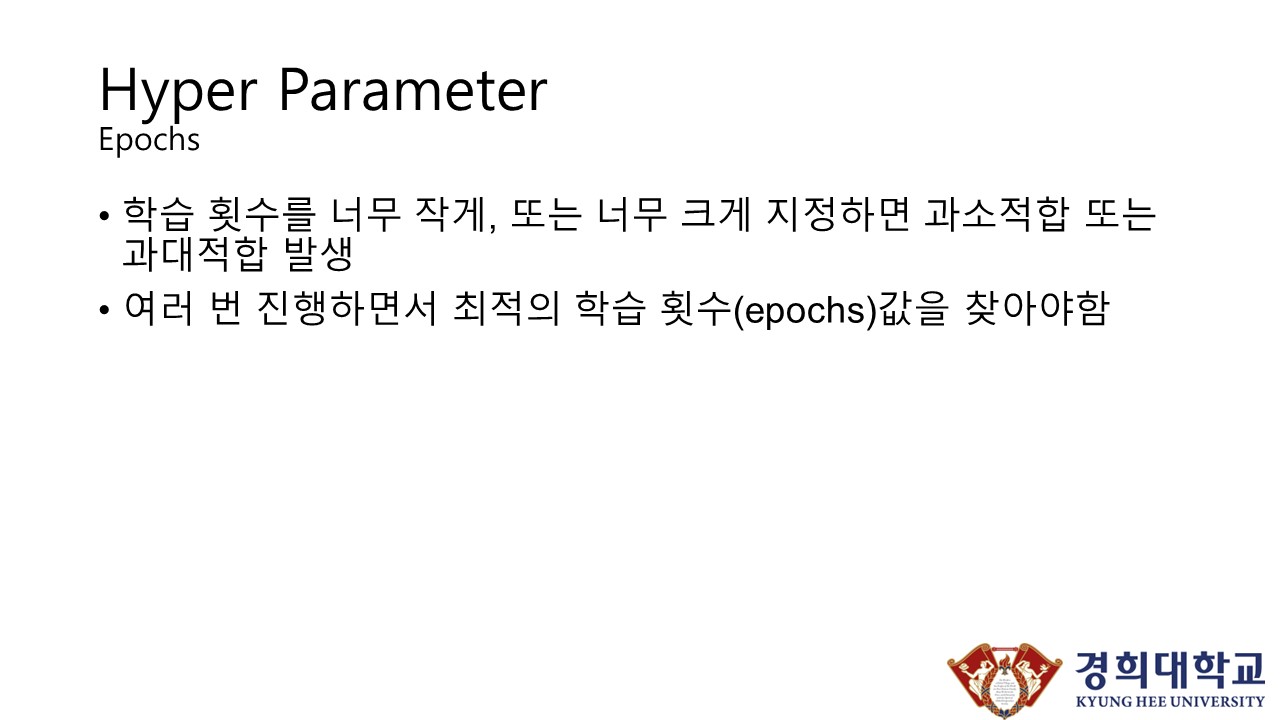 Hyper Parameter
Epochs
• 학습 횟수를 너무 작게, 또는 너무 크게 지정하면 과소적합 또는
과대적합 발생
• 여러 번 진행하면서 최적의 학습 횟수(epochs)값을 찾아야함
경희대학교
KYUNG HEE UNIVERSITY